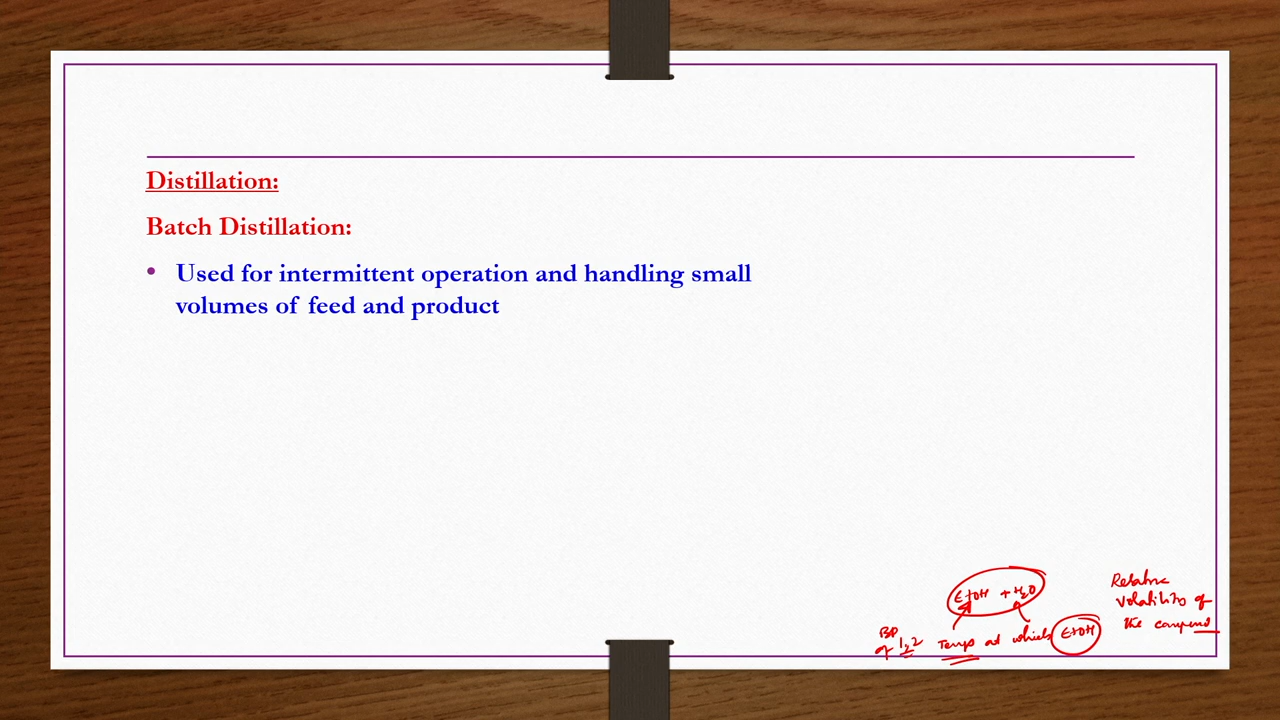 Distillation:
Batch Distillation:
• Used for intermittent operation and handling small
volumes of feed and product
EtOH + H₂O
Relative
volatility of
the compound
BP
of 1, 2
Temp at which EtOH